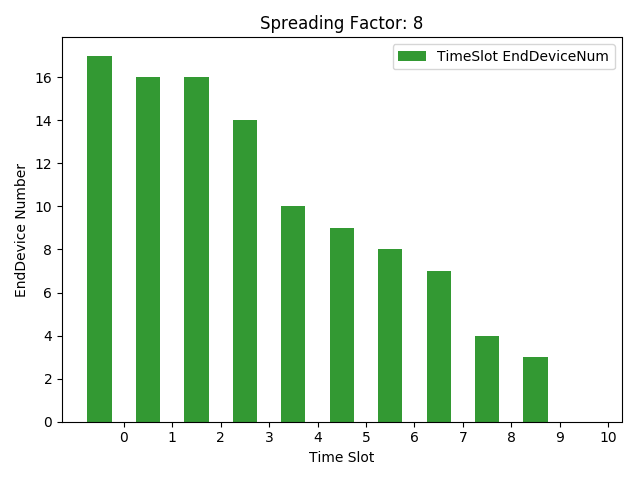 Spreading Factor: 8
TimeSlot EndDeviceNum
EndDevice Number
16
14
12
10
8
6
4
2
0
0 1 2 3 4 5 6 7 8 9 10
Time Slot